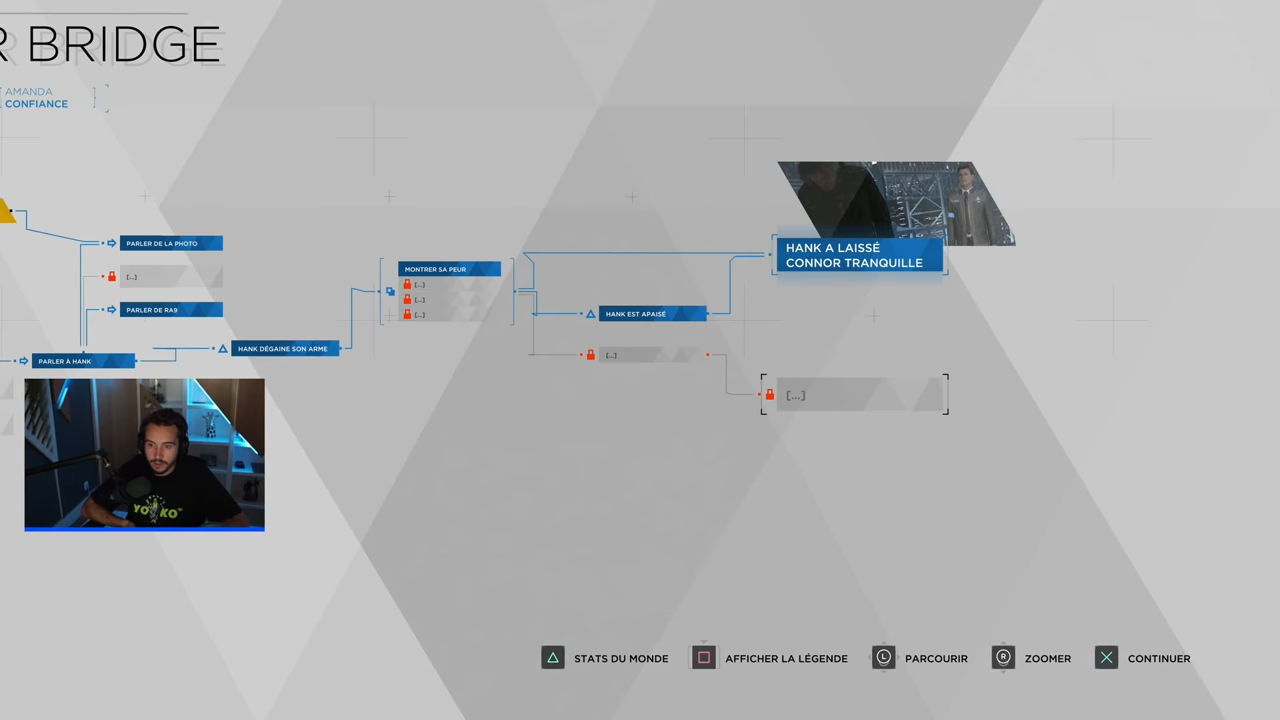 R BRIDGE
AMANDA
CONFIANCE
HANK A LAISSÉ
CONNOR TRANQUILLE
PARLER DE LA PHOTO
[...]
PARLER DE RA9
PARLER À HANK
HANK DÉGAINE SON ARME
MONTRER SA PEUR
[...]
[...]
[...]
HANK EST APAISÉ
[...]
[...]
STATS DU MONDE
AFFICHER LA LÉGENDE
L
PARCOURIR
R
ZOOMER
CONTINUER